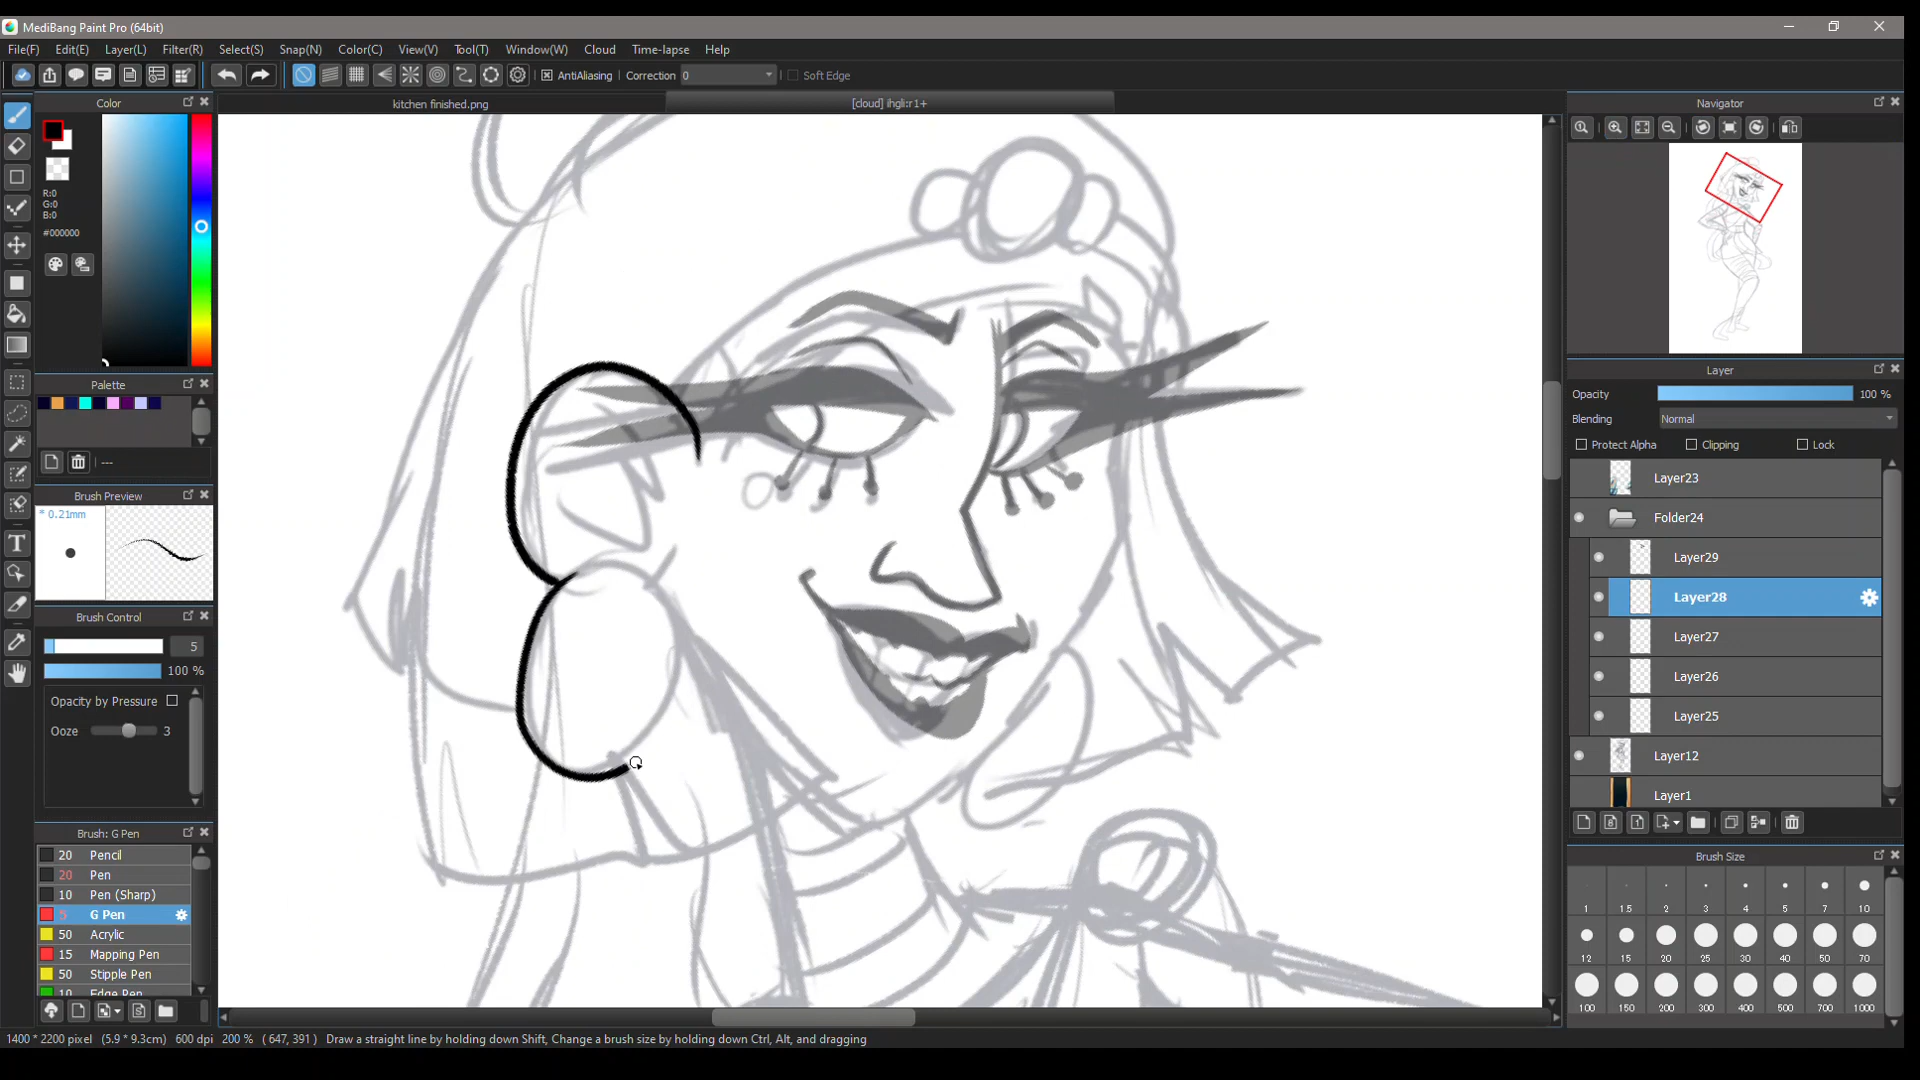 MediBang Paint Pro (64bit)
File(F) Edit(E) Layer(L) Filter(R) Select(S) Snap(N) Color(C) View(V) Tool(T) Window(W) Cloud Time-lapse Help
AntiAliasing Correction 0 Soft Edge
Color
kitchen finished.png
[cloud] ihgli:r1+
Navigator
R:0
G:0
B:0
#000000
Palette
---
Brush Preview
* 0.21mm
Brush Control
5
100 %
Opacity by Pressure
Ooze 3
Brush: G Pen
20 Pencil
20 Pen
10 Pen (Sharp)
5 G Pen
50 Acrylic
15 Mapping Pen
50 Stipple Pen
10 Edge Pen
Layer
Opacity 100 %
Blending Normal
Protect Alpha Clipping Lock
Layer23
Folder24
Layer29
Layer28
Layer27
Layer26
Layer25
Layer12
Layer1
Brush Size
1 1.5 2 3 4 5 7 10
12 15 20 25 30 40 50 70
100 150 200 300 400 500 700 1000
1400 * 2200 pixel (5.9 * 9.3cm) 600 dpi 200 % ( 647, 391 ) Draw a straight line by holding down Shift, Change a brush size by holding down Ctrl, Alt, and dragging